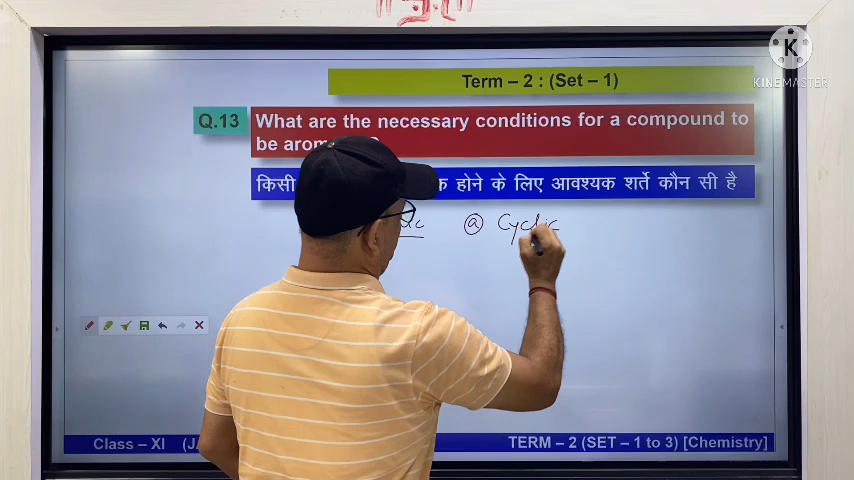 KINEMASTER
Term – 2 : (Set – 1)
Q.13 What are the necessary conditions for a compound to
be
किसी होने के लिए आवश्यक शर्ते कौन सी है
ⓐ Cyclic
Class – XI TERM – 2 (SET – 1 to 3) [Chemistry]